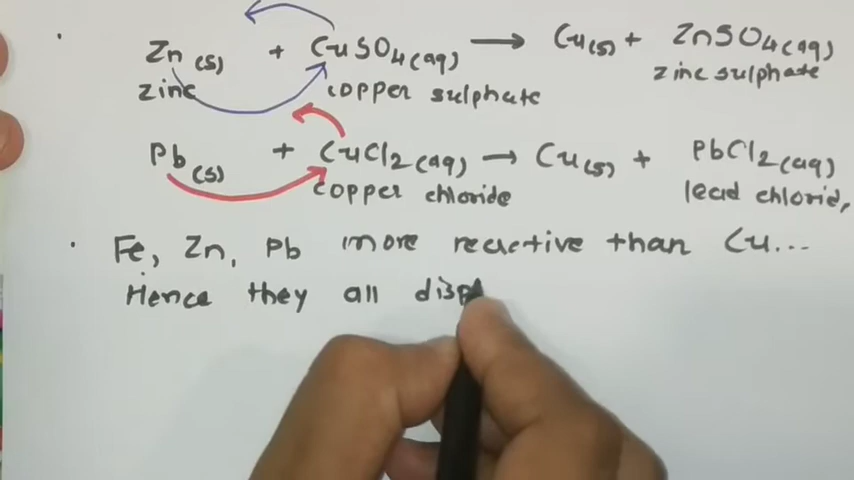 Zn(s) + CuSO4(aq) → Cu(s) + ZnSO4(aq)
zinc copper sulphate zinc sulphate
Pb(s) + CuCl2(aq) → Cu(s) + PbCl2(aq)
copper chloride lead chlorid,
• Fe, Zn, Pb more reactive than Cu...
Hence they all disp